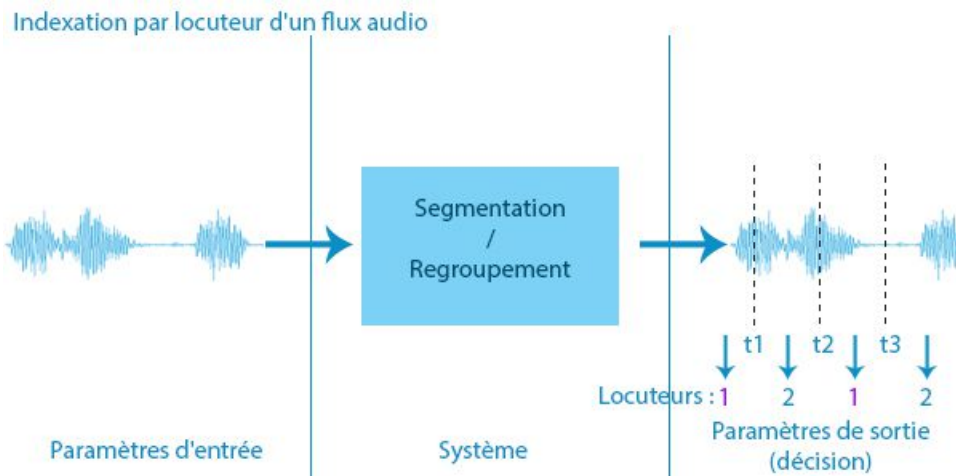 Indexation par locuteur d'un flux audio
Segmentation
/
Regroupement
t1 t2 t3
Locuteurs : 1 2 1 2
Paramètres d'entrée
Système
Paramètres de sortie
(décision)